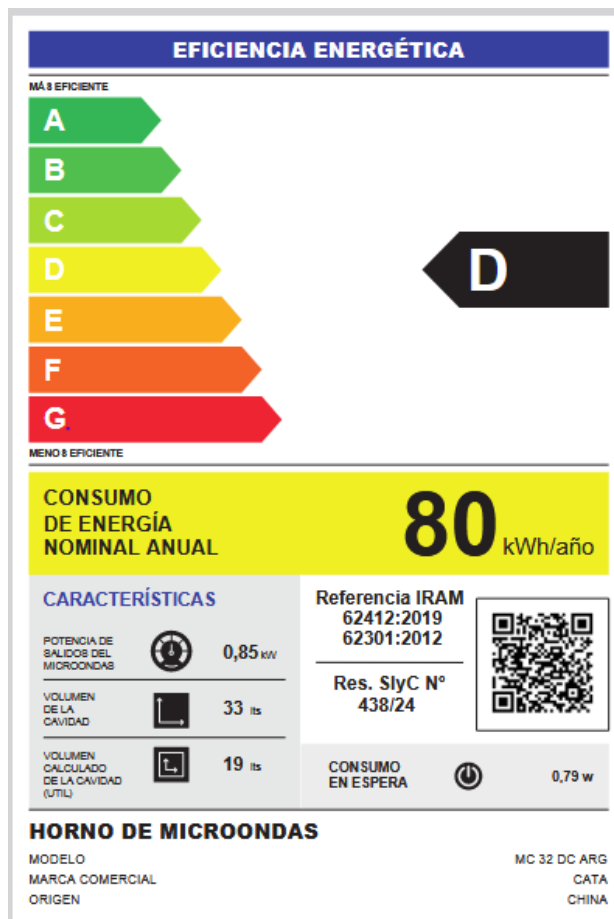 EFICIENCIA ENERGÉTICA
MÁ8 EFICIENTE
A
B
C
D
D
E
F
G.
MENO8 EFICIENTE
CONSUMO
DE ENERGÍA
NOMINAL ANUAL
80 kWh/año
CARACTERÍSTICAS
POTENCIA DE
SALIDOS DEL
MICROONDAS
0,85 kW
VOLUMEN
DE LA
CAVIDAD
33 lts
VOLUMEN
CALCULADO
DE LA CAVIDAD
(UTIL)
19 lts
Referencia IRAM
62412:2019
62301:2012
Res. SIyC Nº
438/24
CONSUMO
EN ESPERA
0,79 w
HORNO DE MICROONDAS
MODELO MC 32 DC ARG
MARCA COMERCIAL CATA
ORIGEN CHINA